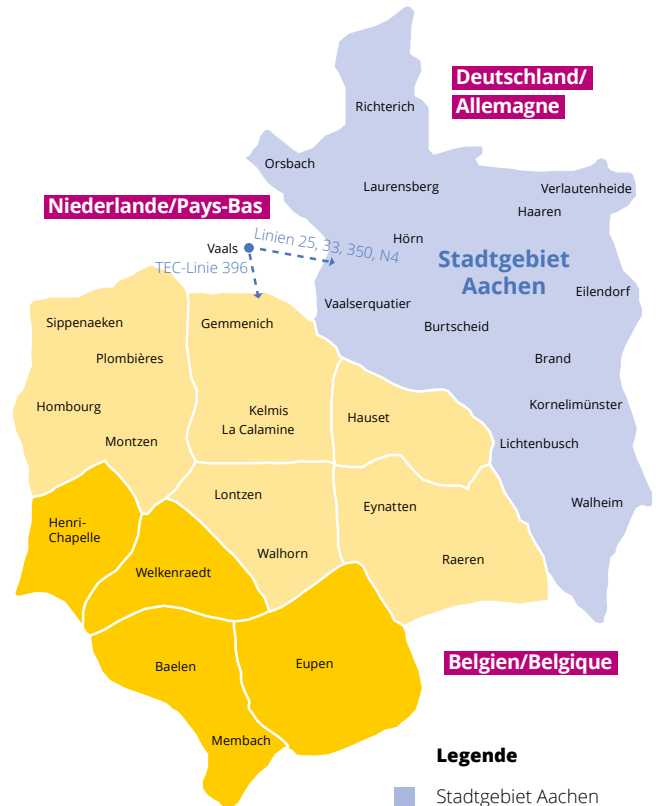 Deutschland/
Allemagne
Richterich
Orsbach
Laurensberg
Verlautenheide
Haaren
Niederlande/Pays-Bas
Linien 25, 33, 350, N4
Hörn
Vaals
TEC-Linie 396
Stadtgebiet
Aachen
Eilendorf
Vaalserquatier
Sippenaeken
Gemmenich
Burtscheid
Plombières
Brand
Hombourg
Kelmis
La Calamine
Hauset
Kornelimünster
Montzen
Lichtenbusch
Lontzen
Eynatten
Walheim
Henri-
Chapelle
Walhorn
Raeren
Welkenraedt
Baelen
Eupen
Belgien/Belgique
Membach
Legende
Stadtgebiet Aachen